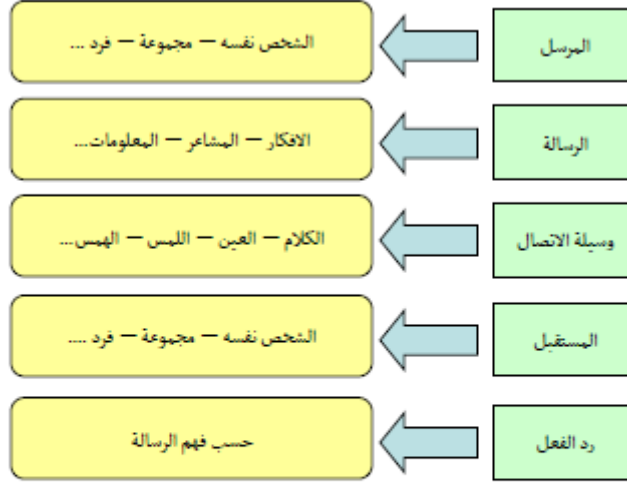 المرسل
الشخص نفسه – مجموعة – فرد ...
الرسالة
الافكار – المشاعر – المعلومات...
وسيلة الاتصال
الكلام – العين – اللمس – الهمس...
المستقبل
الشخص نفسه – مجموعة – فرد ....
رد الفعل
حسب فهم الرسالة